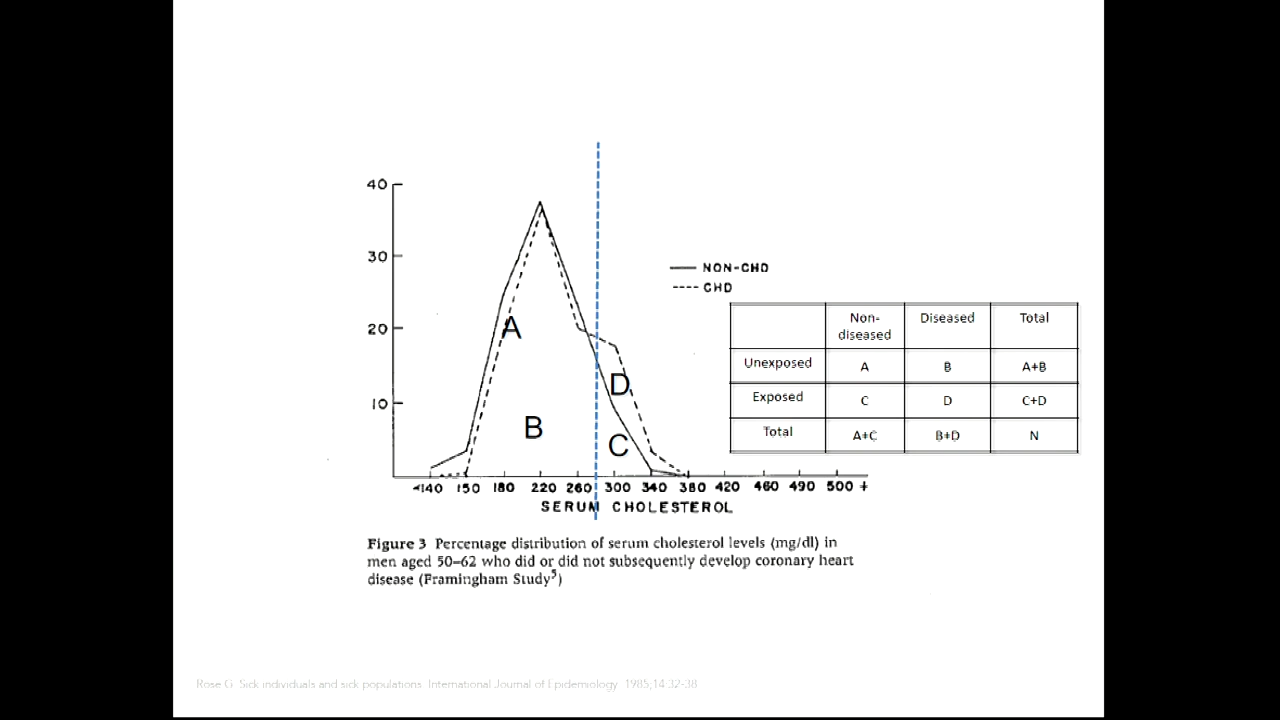 40
30
20
10
A
B
D
C
NON-CHD
CHD
Non-diseased Diseased Total
Unexposed A B A+B
Exposed C D C+D
Total A+C B+D N
<140 150 180 220 260 300 340 380 420 460 490 500 +
SERUM CHOLESTEROL
Figure 3 Percentage distribution of serum cholesterol levels (mg/dl) in
men aged 50–62 who did or did not subsequently develop coronary heart
disease (Framingham Study5)
Rose G. Sick individuals and sick populations. International Journal of Epidemiology. 1985;14:32-38